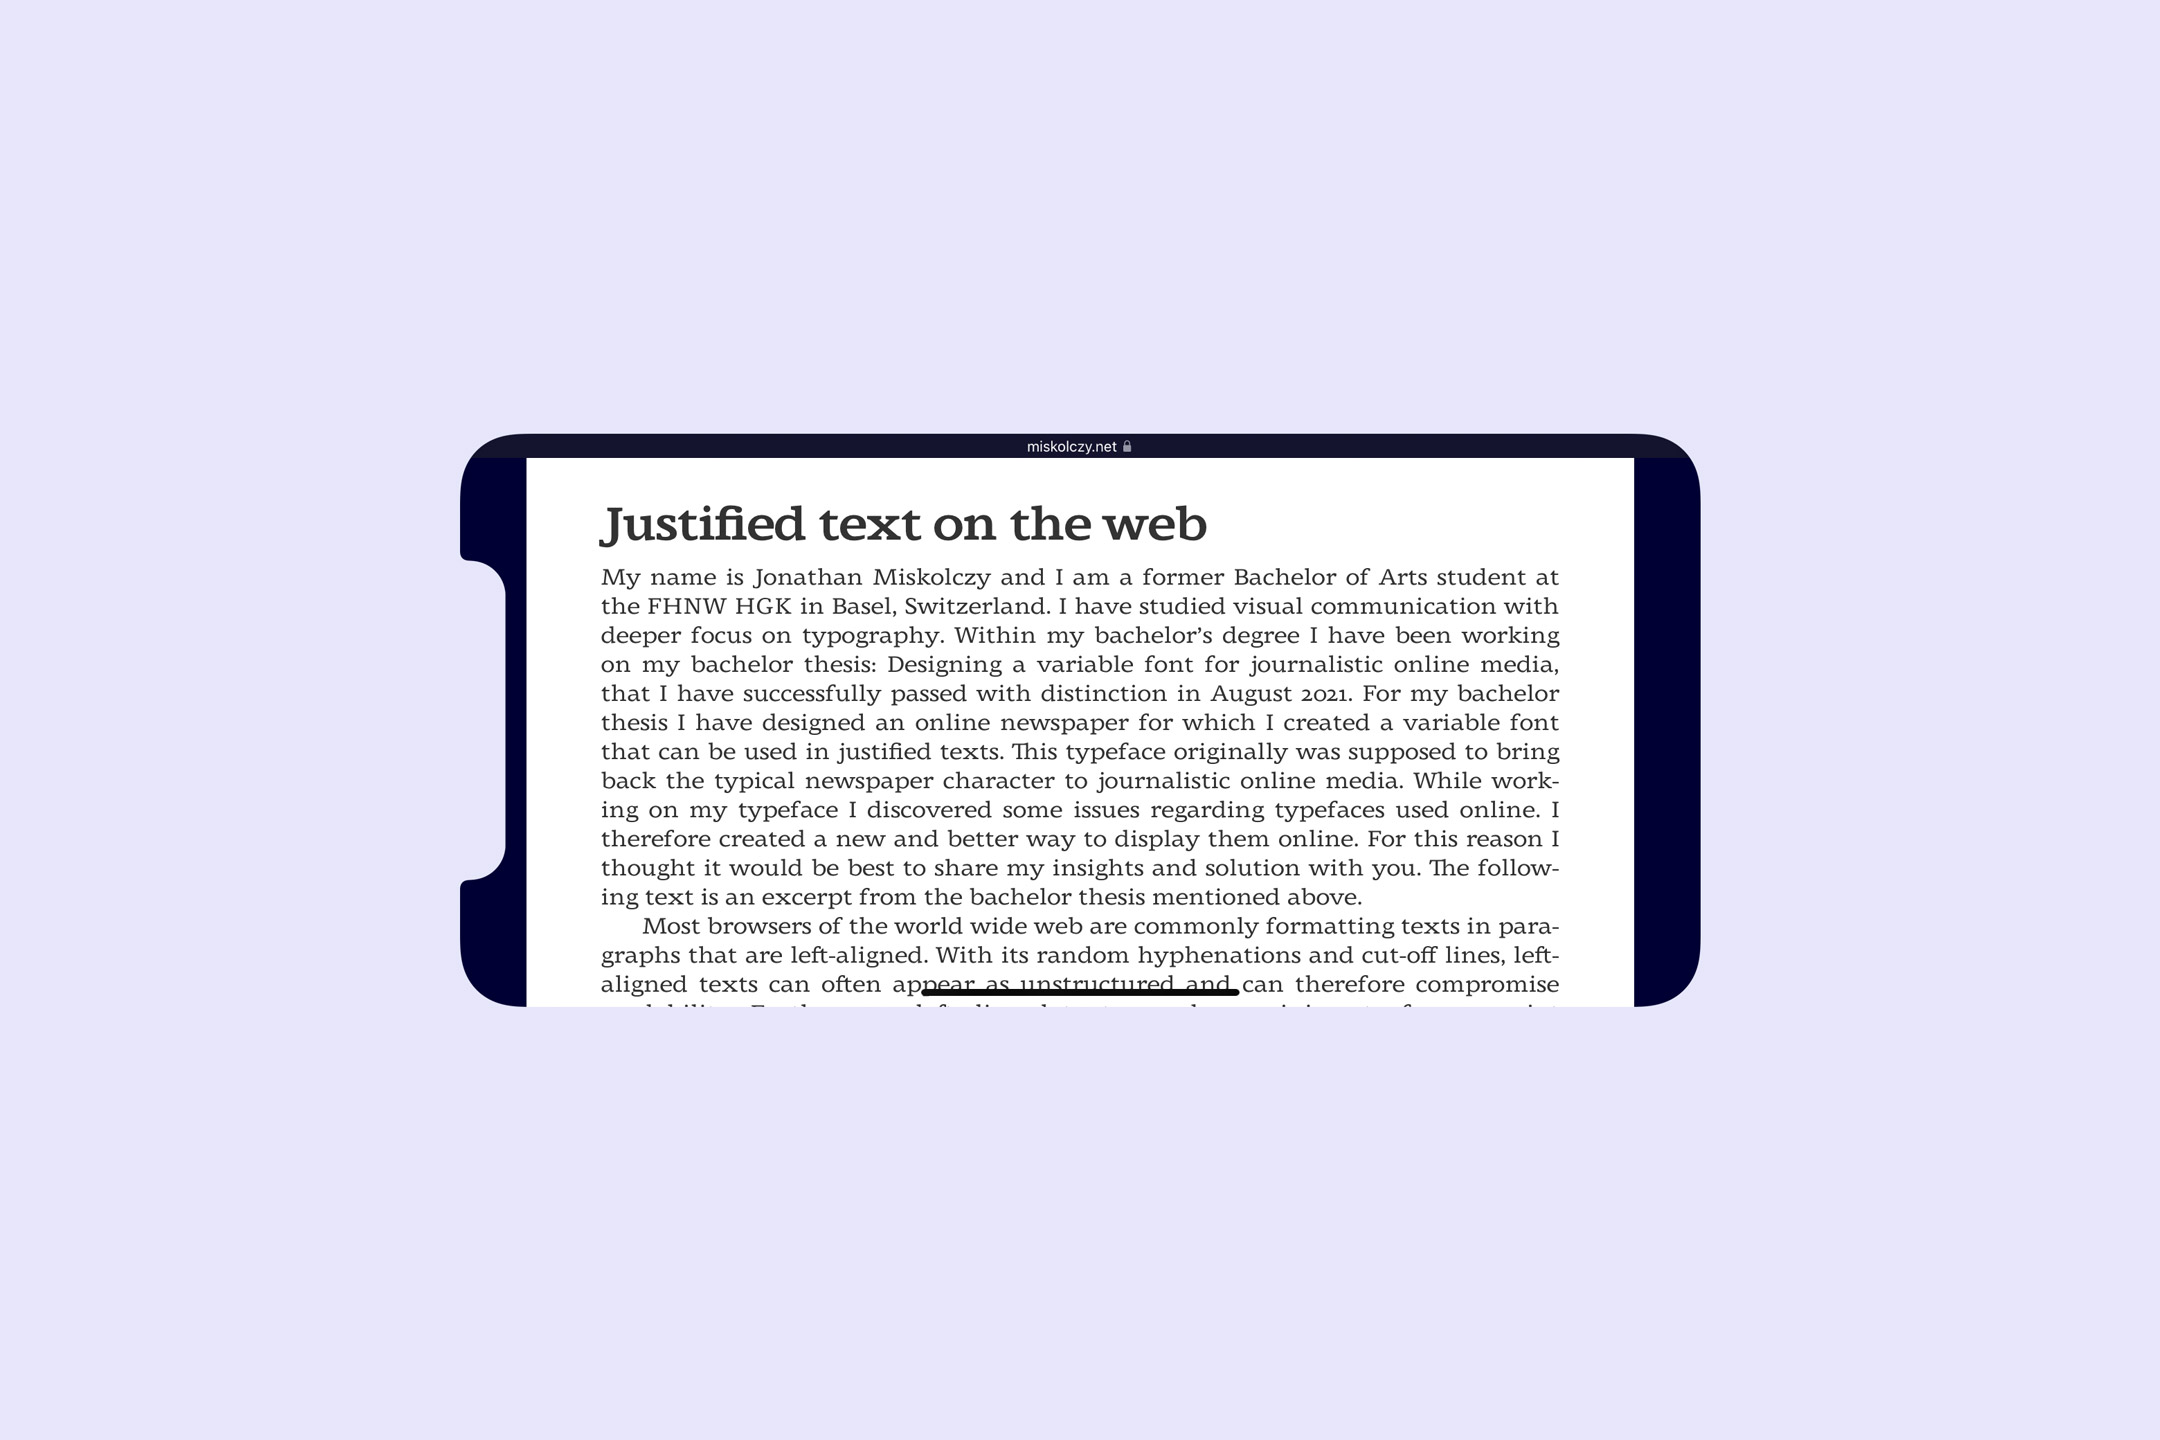 miskolczy.net
Justified text on the web
My name is Jonathan Miskolczy and I am a former Bachelor of Arts student at
the FHNW HGK in Basel, Switzerland. I have studied visual communication with
deeper focus on typography. Within my bachelor’s degree I have been working
on my bachelor thesis: Designing a variable font for journalistic online media,
that I have successfully passed with distinction in August 2021. For my bachelor
thesis I have designed an online newspaper for which I created a variable font
that can be used in justified texts. This typeface originally was supposed to bring
back the typical newspaper character to journalistic online media. While work-
ing on my typeface I discovered some issues regarding typefaces used online. I
therefore created a new and better way to display them online. For this reason I
thought it would be best to share my insights and solution with you. The follow-
ing text is an excerpt from the bachelor thesis mentioned above.
Most browsers of the world wide web are commonly formatting texts in para-
graphs that are left-aligned. With its random hyphenations and cut-off lines, left-
aligned texts can often appear as unstructured and can therefore compromise